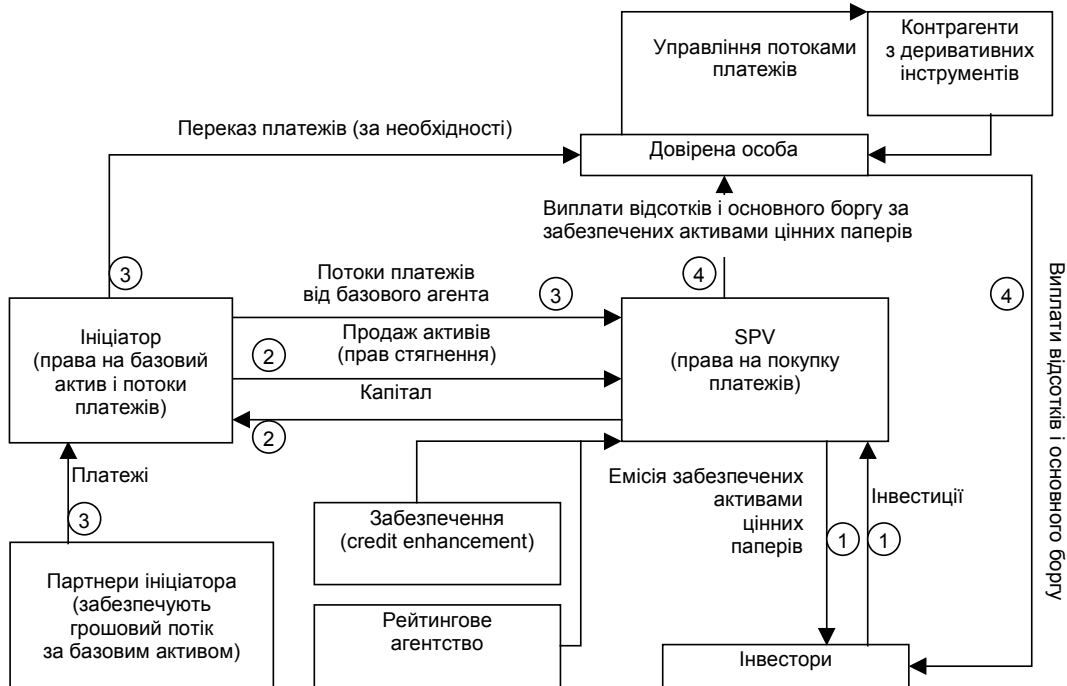 Контрагенти
з деривативних
інструментів
Управління потоками
платежів
Переказ платежів (за необхідності)
Довірена особа
Виплати відсотків і основного боргу за
забезпечених активами цінних паперів
3
Потоки платежів
від базового агента
3
4
4
Виплати відсотків і основного боргу
Ініціатор
(права на базовий
актив і потоки
платежів)
Продаж активів
(прав стягнення)
2
Капітал
2
SPV
(права на покупку
платежів)
Платежі
3
Забезпечення
(credit enhancement)
Емісія забезпечених
активами
цінних
паперів
1
Інвестиції
1
Партнери ініціатора
(забезпечують
грошовий потік
за базовим активом)
Рейтингове
агентство
Інвестори